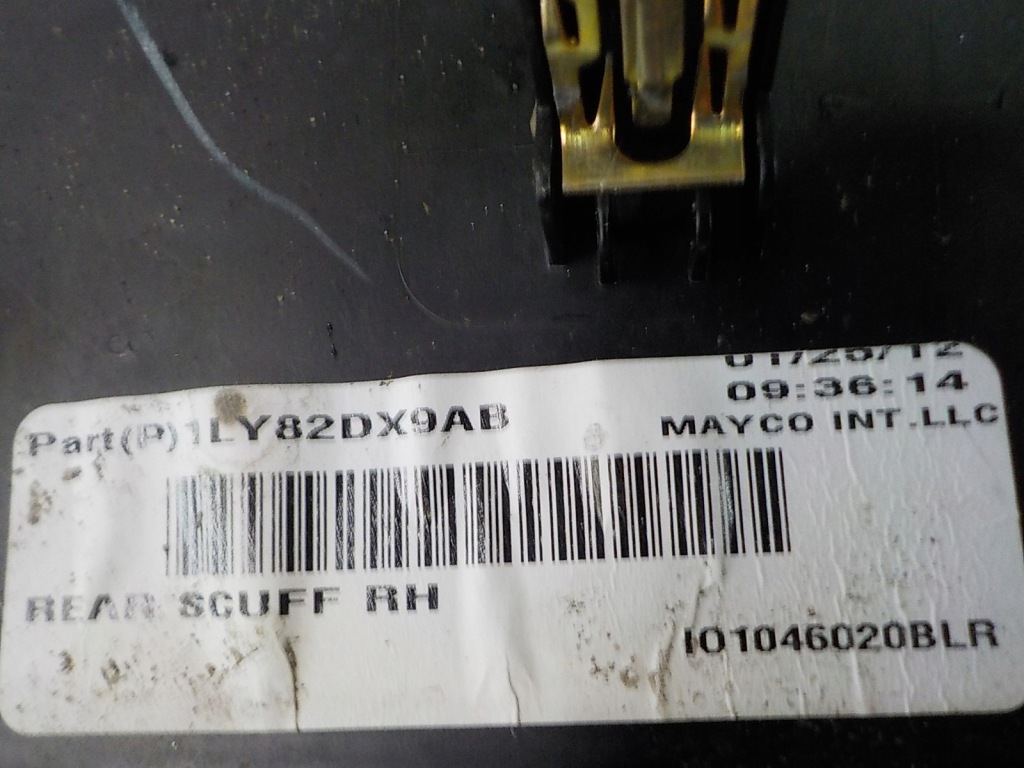 01/25/12
09:36:14
Part(P)1LY82DX9AB
MAYCO INT.LLC
REAR SCUFF RH
IO1046020BLR